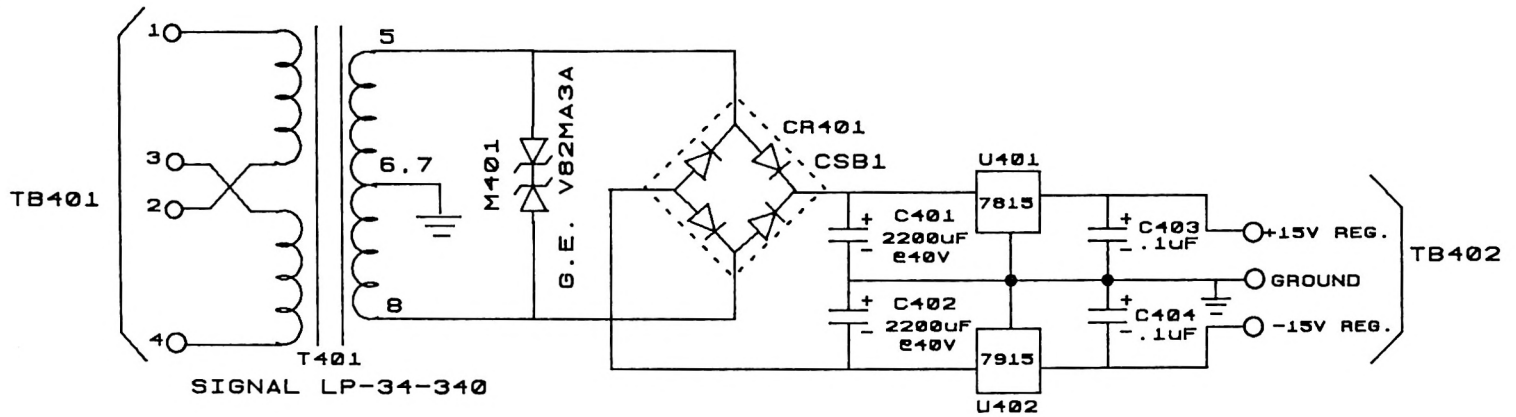 TB401
1
3
2
4
T401
SIGNAL LP-34-340
5
6.7
8
M401
G.E. V82MA3A
CR401
CSB1
C401
2200uF
@40V
C402
2200uF
@40V
U401
7815
7915
U402
C403
.1uF
C404
.1uF
+15V REG.
GROUND
-15V REG.
TB402
+
-
+
-
+
-
+
-